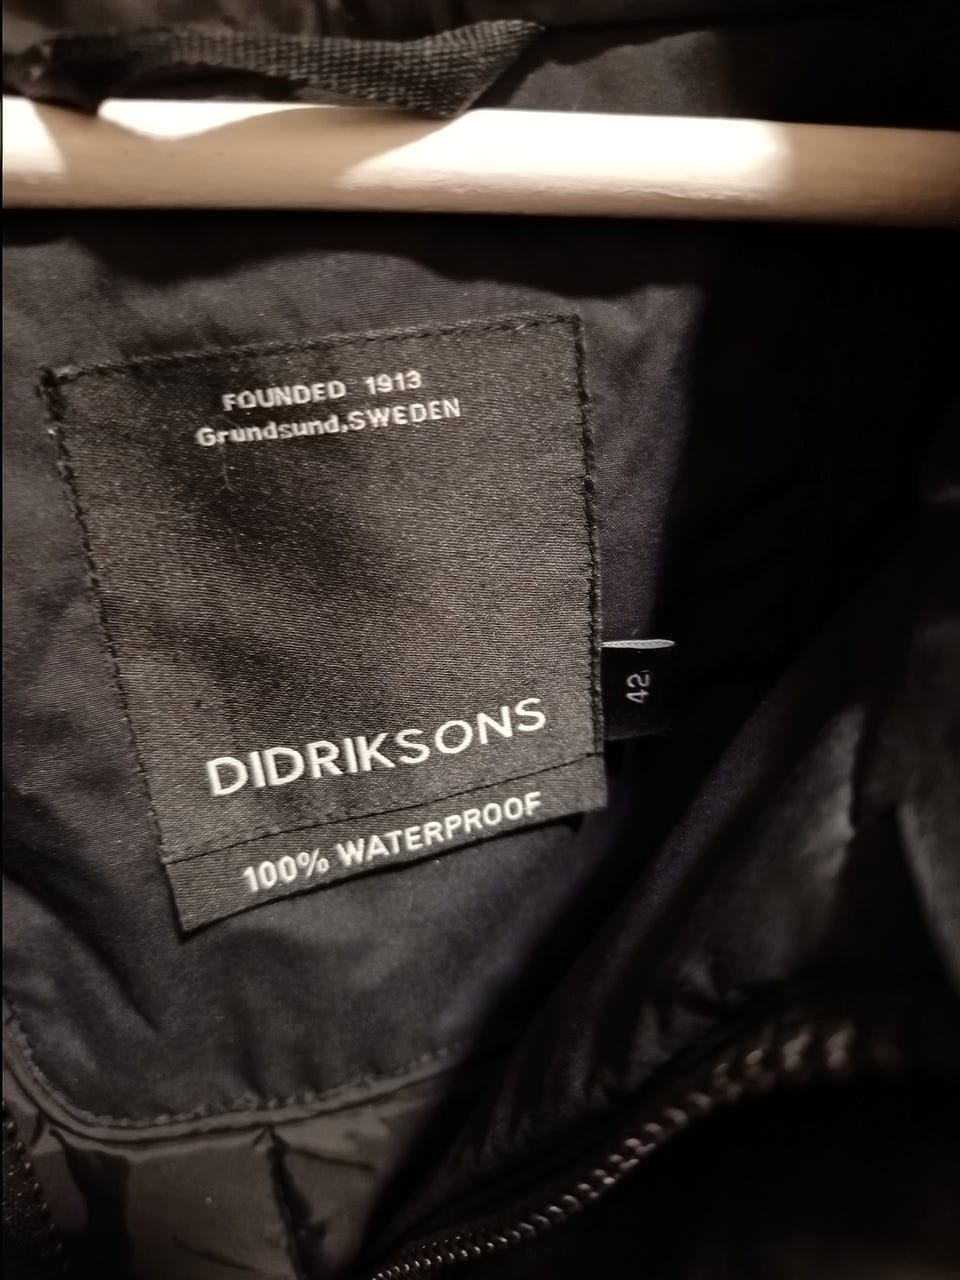 FOUNDED 1913
Grundsund,SWEDEN
DIDRIKSONS
100% WATERPROOF
42